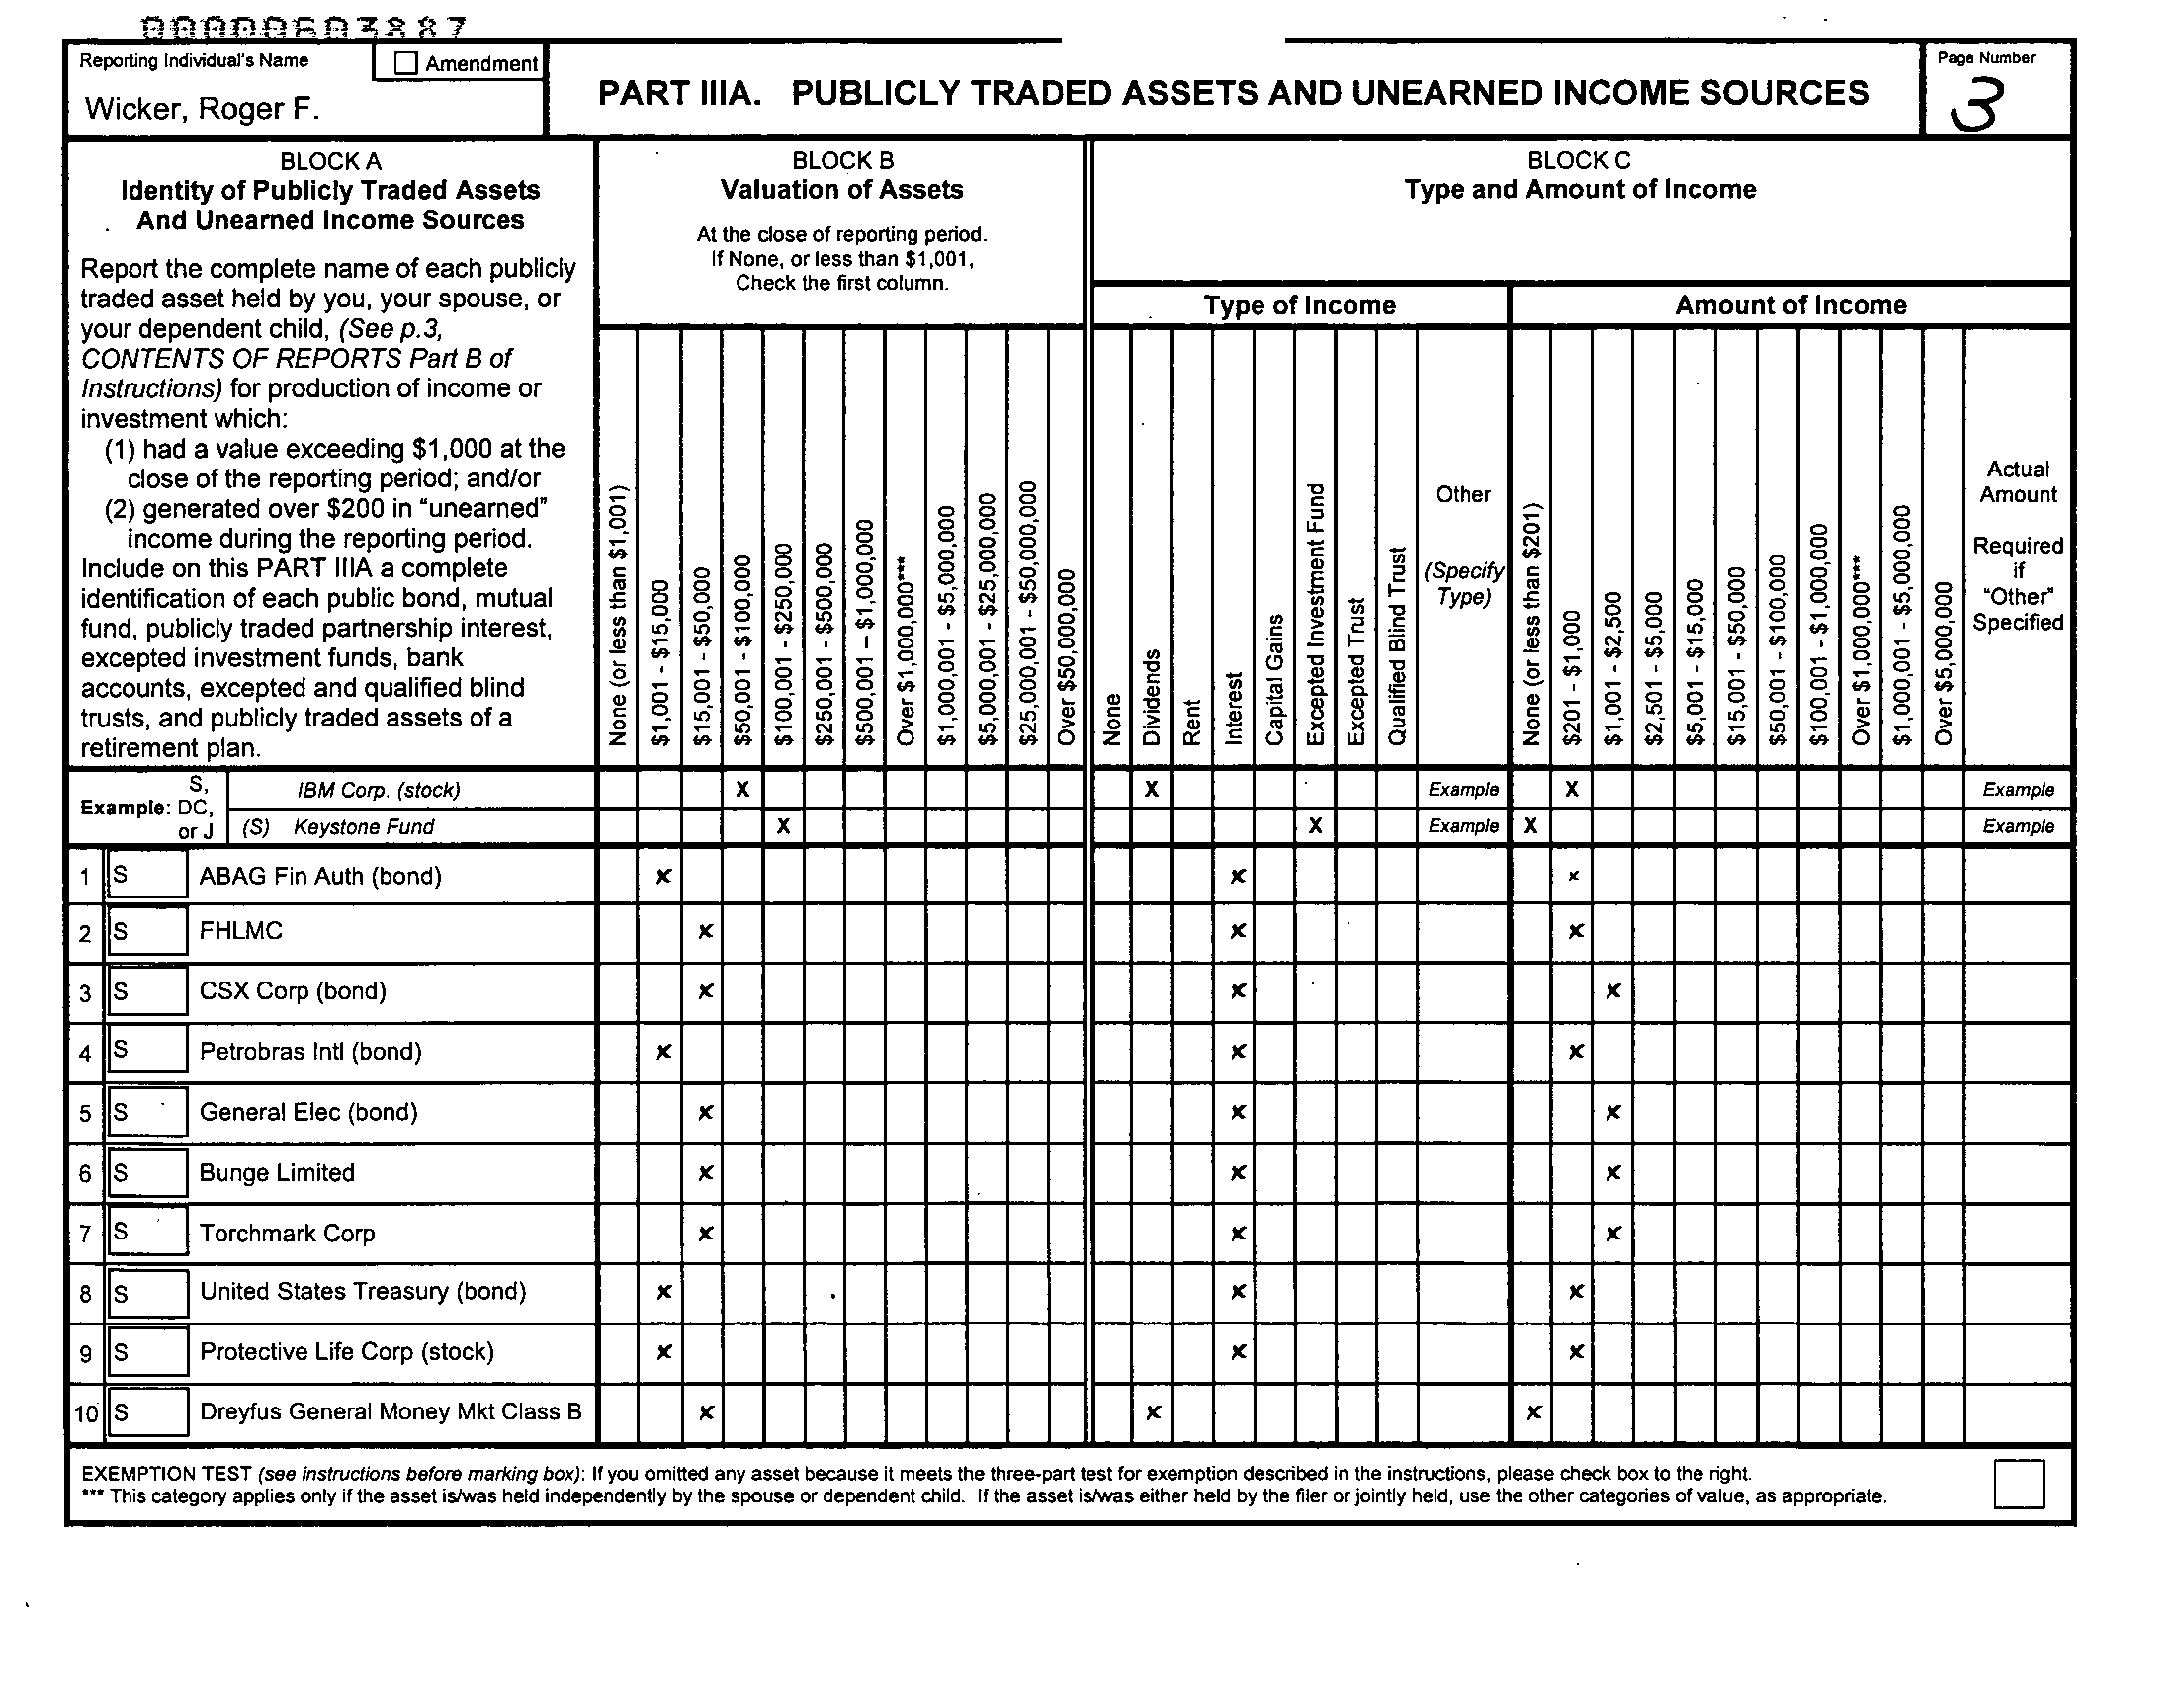 00000603887
Reporting Individual's Name
Amendment
Wicker, Roger F.
PART IIIA. PUBLICLY TRADED ASSETS AND UNEARNED INCOME SOURCES
Page Number
3
BLOCK A
Identity of Publicly Traded Assets
And Unearned Income Sources
Report the complete name of each publicly
traded asset held by you, your spouse, or
your dependent child, (See p.3,
CONTENTS OF REPORTS Part B of
Instructions) for production of income or
investment which:
(1) had a value exceeding $1,000 at the
close of the reporting period; and/or
(2) generated over $200 in "unearned"
income during the reporting period.
Include on this PART IIIA a complete
identification of each public bond, mutual
fund, publicly traded partnership interest,
excepted investment funds, bank
accounts, excepted and qualified blind
trusts, and publicly traded assets of a
retirement plan.
BLOCK B
Valuation of Assets
At the close of reporting period.
If None, or less than $1,001,
Check the first column.
None (or less than $1,001)
$1,001 - $15,000
$15,001 - $50,000
$50,001 - $100,000
$100,001 - $250,000
$250,001 - $500,000
$500,001 – $1,000,000
Over $1,000,000***
$1,000,001 - $5,000,000
$5,000,001 - $25,000,000
$25,000,001 - $50,000,000
Over $50,000,000
BLOCK C
Type and Amount of Income
Type of Income
None
Dividends
Rent
Interest
Capital Gains
Excepted Investment Fund
Excepted Trust
Qualified Blind Trust
Other
(Specify
Type)
Amount of Income
None (or less than $201)
$201 - $1,000
$1,001 - $2,500
$2,501 - $5,000
$5,001 - $15,000
$15,001 - $50,000
$50,001 - $100,000
$100,001 - $1,000,000
Over $1,000,000***
$1,000,001 - $5,000,000
Over $5,000,000
Actual
Amount
Required
if
"Other"
Specified
Example: S, DC, or J
IBM Corp. (stock) X X Example X Example
(S) Keystone Fund X X Example X Example
1 S ABAG Fin Auth (bond) x x x
2 S FHLMC x x x
3 S CSX Corp (bond) x x x
4 S Petrobras Intl (bond) x x x
5 S General Elec (bond) x x x
6 S Bunge Limited x x x
7 S Torchmark Corp x x x
8 S United States Treasury (bond) x x x
9 S Protective Life Corp (stock) x x x
10 S Dreyfus General Money Mkt Class B x x x
EXEMPTION TEST (see instructions before marking box): If you omitted any asset because it meets the three-part test for exemption described in the instructions, please check box to the right.
*** This category applies only if the asset is/was held independently by the spouse or dependent child. If the asset is/was either held by the filer or jointly held, use the other categories of value, as appropriate.